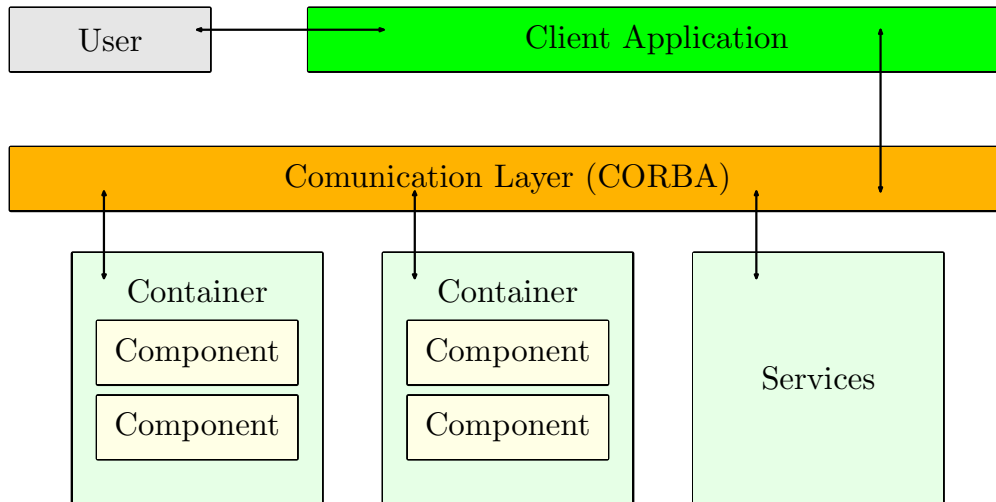 User
Client Application
Comunication Layer (CORBA)
Container
Component
Component
Container
Component
Component
Services